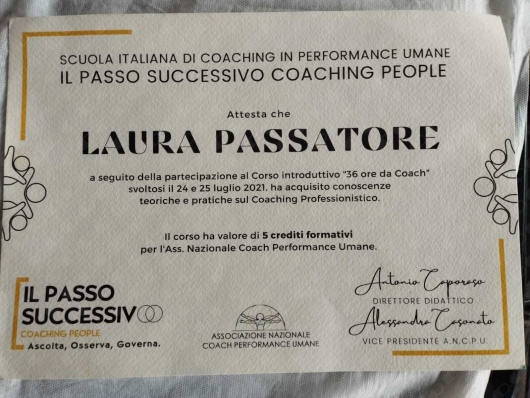 SCUOLA ITALIANA DI COACHING IN PERFORMANCE UMANE
IL PASSO SUCCESSIVO COACHING PEOPLE
Attesta che
LAURA PASSATORE
a seguito della partecipazione al Corso introduttivo "36 ore da Coach"
svoltosi il 24 e 25 luglio 2021, ha acquisito conoscenze
teoriche e pratiche sul Coaching Professionistico.
Il corso ha valore di 5 crediti formativi
per l'Ass. Nazionale Coach Performance Umane.
IL PASSO
SUCCESSIVO
COACHING PEOPLE
Ascolta, Osserva, Governa.
ASSOCIAZIONE NAZIONALE
COACH PERFORMANCE UMANE
Antonio Caporaso
DIRETTORE DIDATTICO
Alessandra Casonato
VICE PRESIDENTE A.N.C.P.U.